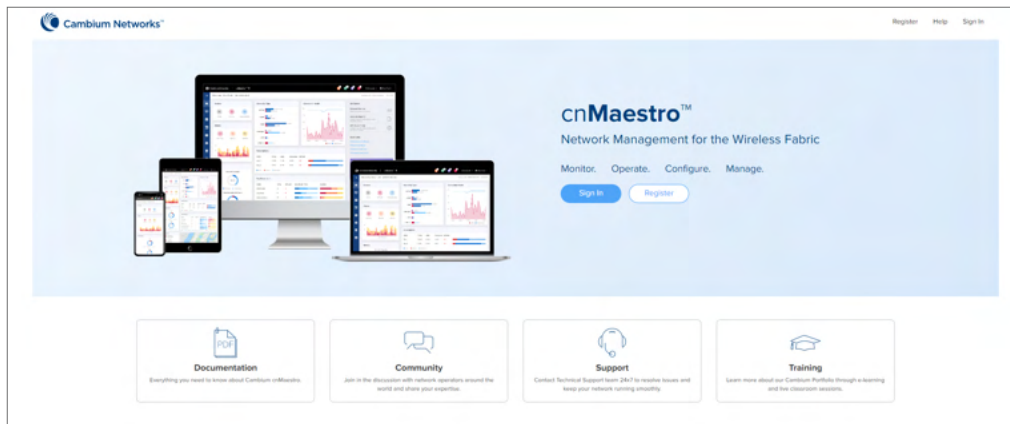 Cambium Networks™
Register Help Sign In
cnMaestro™
Network Management for the Wireless Fabric
Monitor. Operate. Configure. Manage.
Sign In Register
PDF
Documentation
Everything you need to know about Cambium cnMaestro.
Community
Join in the discussion with network operators around the
world and share your expertise.
Support
Contact Technical Support team 24x7 to resolve issues and
keep your network running smoothly.
Training
Learn more about our Cambium Portfolio through e-learning
and live classroom sessions.